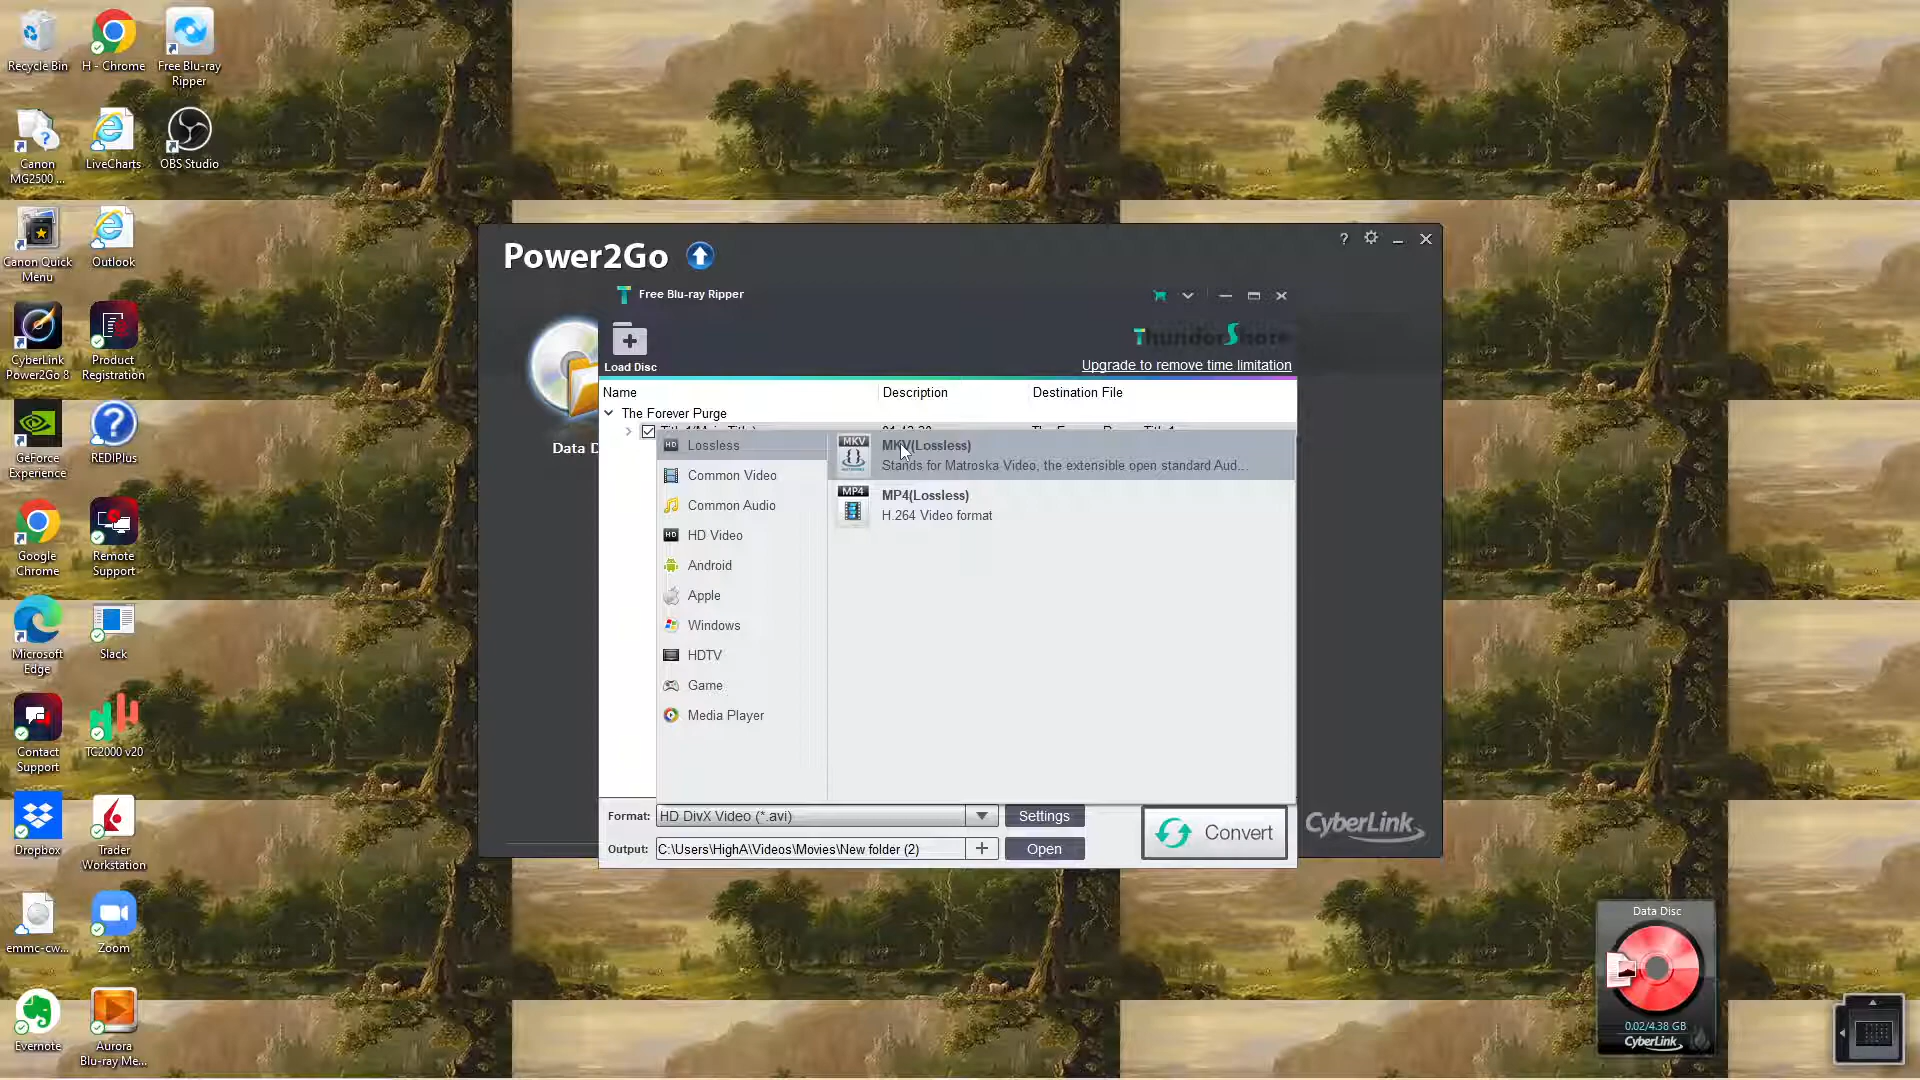 Recycle Bin
H - Chrome
Free Blu-ray
Ripper
Canon
MG2500 ...
LiveCharts
OBS Studio
Canon Quick
Menu
Outlook
CyberLink
Power2Go 8
Product
Registration
GeForce
Experience
REDIPlus
Google
Chrome
Remote
Support
Microsoft
Edge
Slack
Contact
Support
TC2000 v20
Dropbox
Trader
Workstation
emmc-cw...
Zoom
Evernote
Aurora
Blu-ray Me...
Power2Go
Free Blu-ray Ripper
ThunderShare
Load Disc
Upgrade to remove time limitation
Name
Description
Destination File
The Forever Purge
Data D
HD Lossless
Common Video
Common Audio
HD HD Video
Android
Apple
Windows
HDTV
Game
Media Player
MKV
MKV(Lossless)
Stands for Matroska Video, the extensible open standard Aud...
MP4
MP4(Lossless)
H.264 Video format
Format:
HD DivX Video (*.avi)
Settings
Convert
Output:
C:\Users\HighA\Videos\Movies\New folder (2)
Open
CyberLink
Data Disc
0.02/4.38 GB
CyberLink